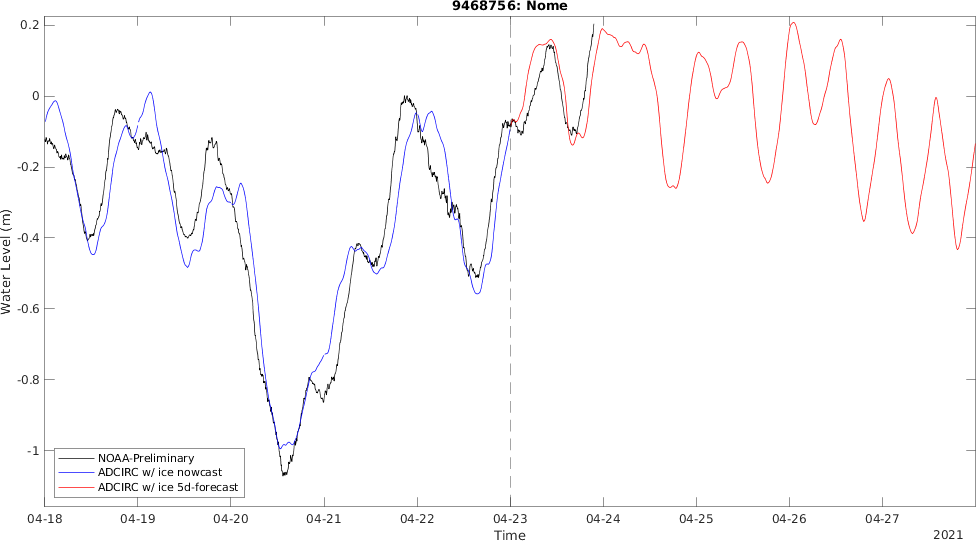 9468756: Nome
0.2
0
-0.2
-0.4
-0.6
-0.8
-1
Water Level (m)
NOAA-Preliminary
ADCIRC w/ ice nowcast
ADCIRC w/ ice 5d-forecast
04-18 04-19 04-20 04-21 04-22 04-23 04-24 04-25 04-26 04-27
Time
2021